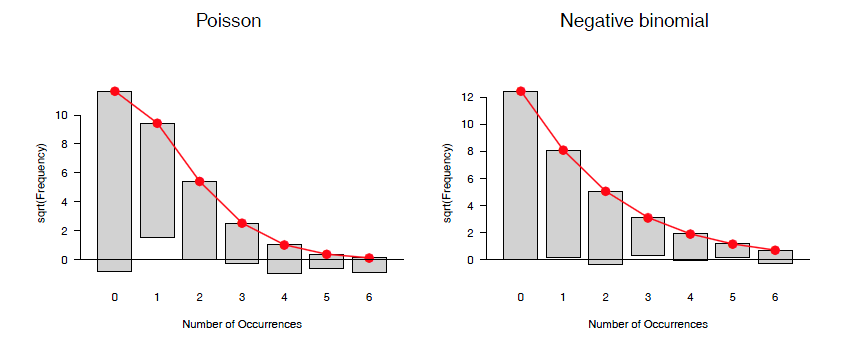 Poisson
sqrt(Frequency)
10
8
6
4
2
0
0 1 2 3 4 5 6
Number of Occurrences
Negative binomial
sqrt(Frequency)
12
10
8
6
4
2
0
0 1 2 3 4 5 6
Number of Occurrences